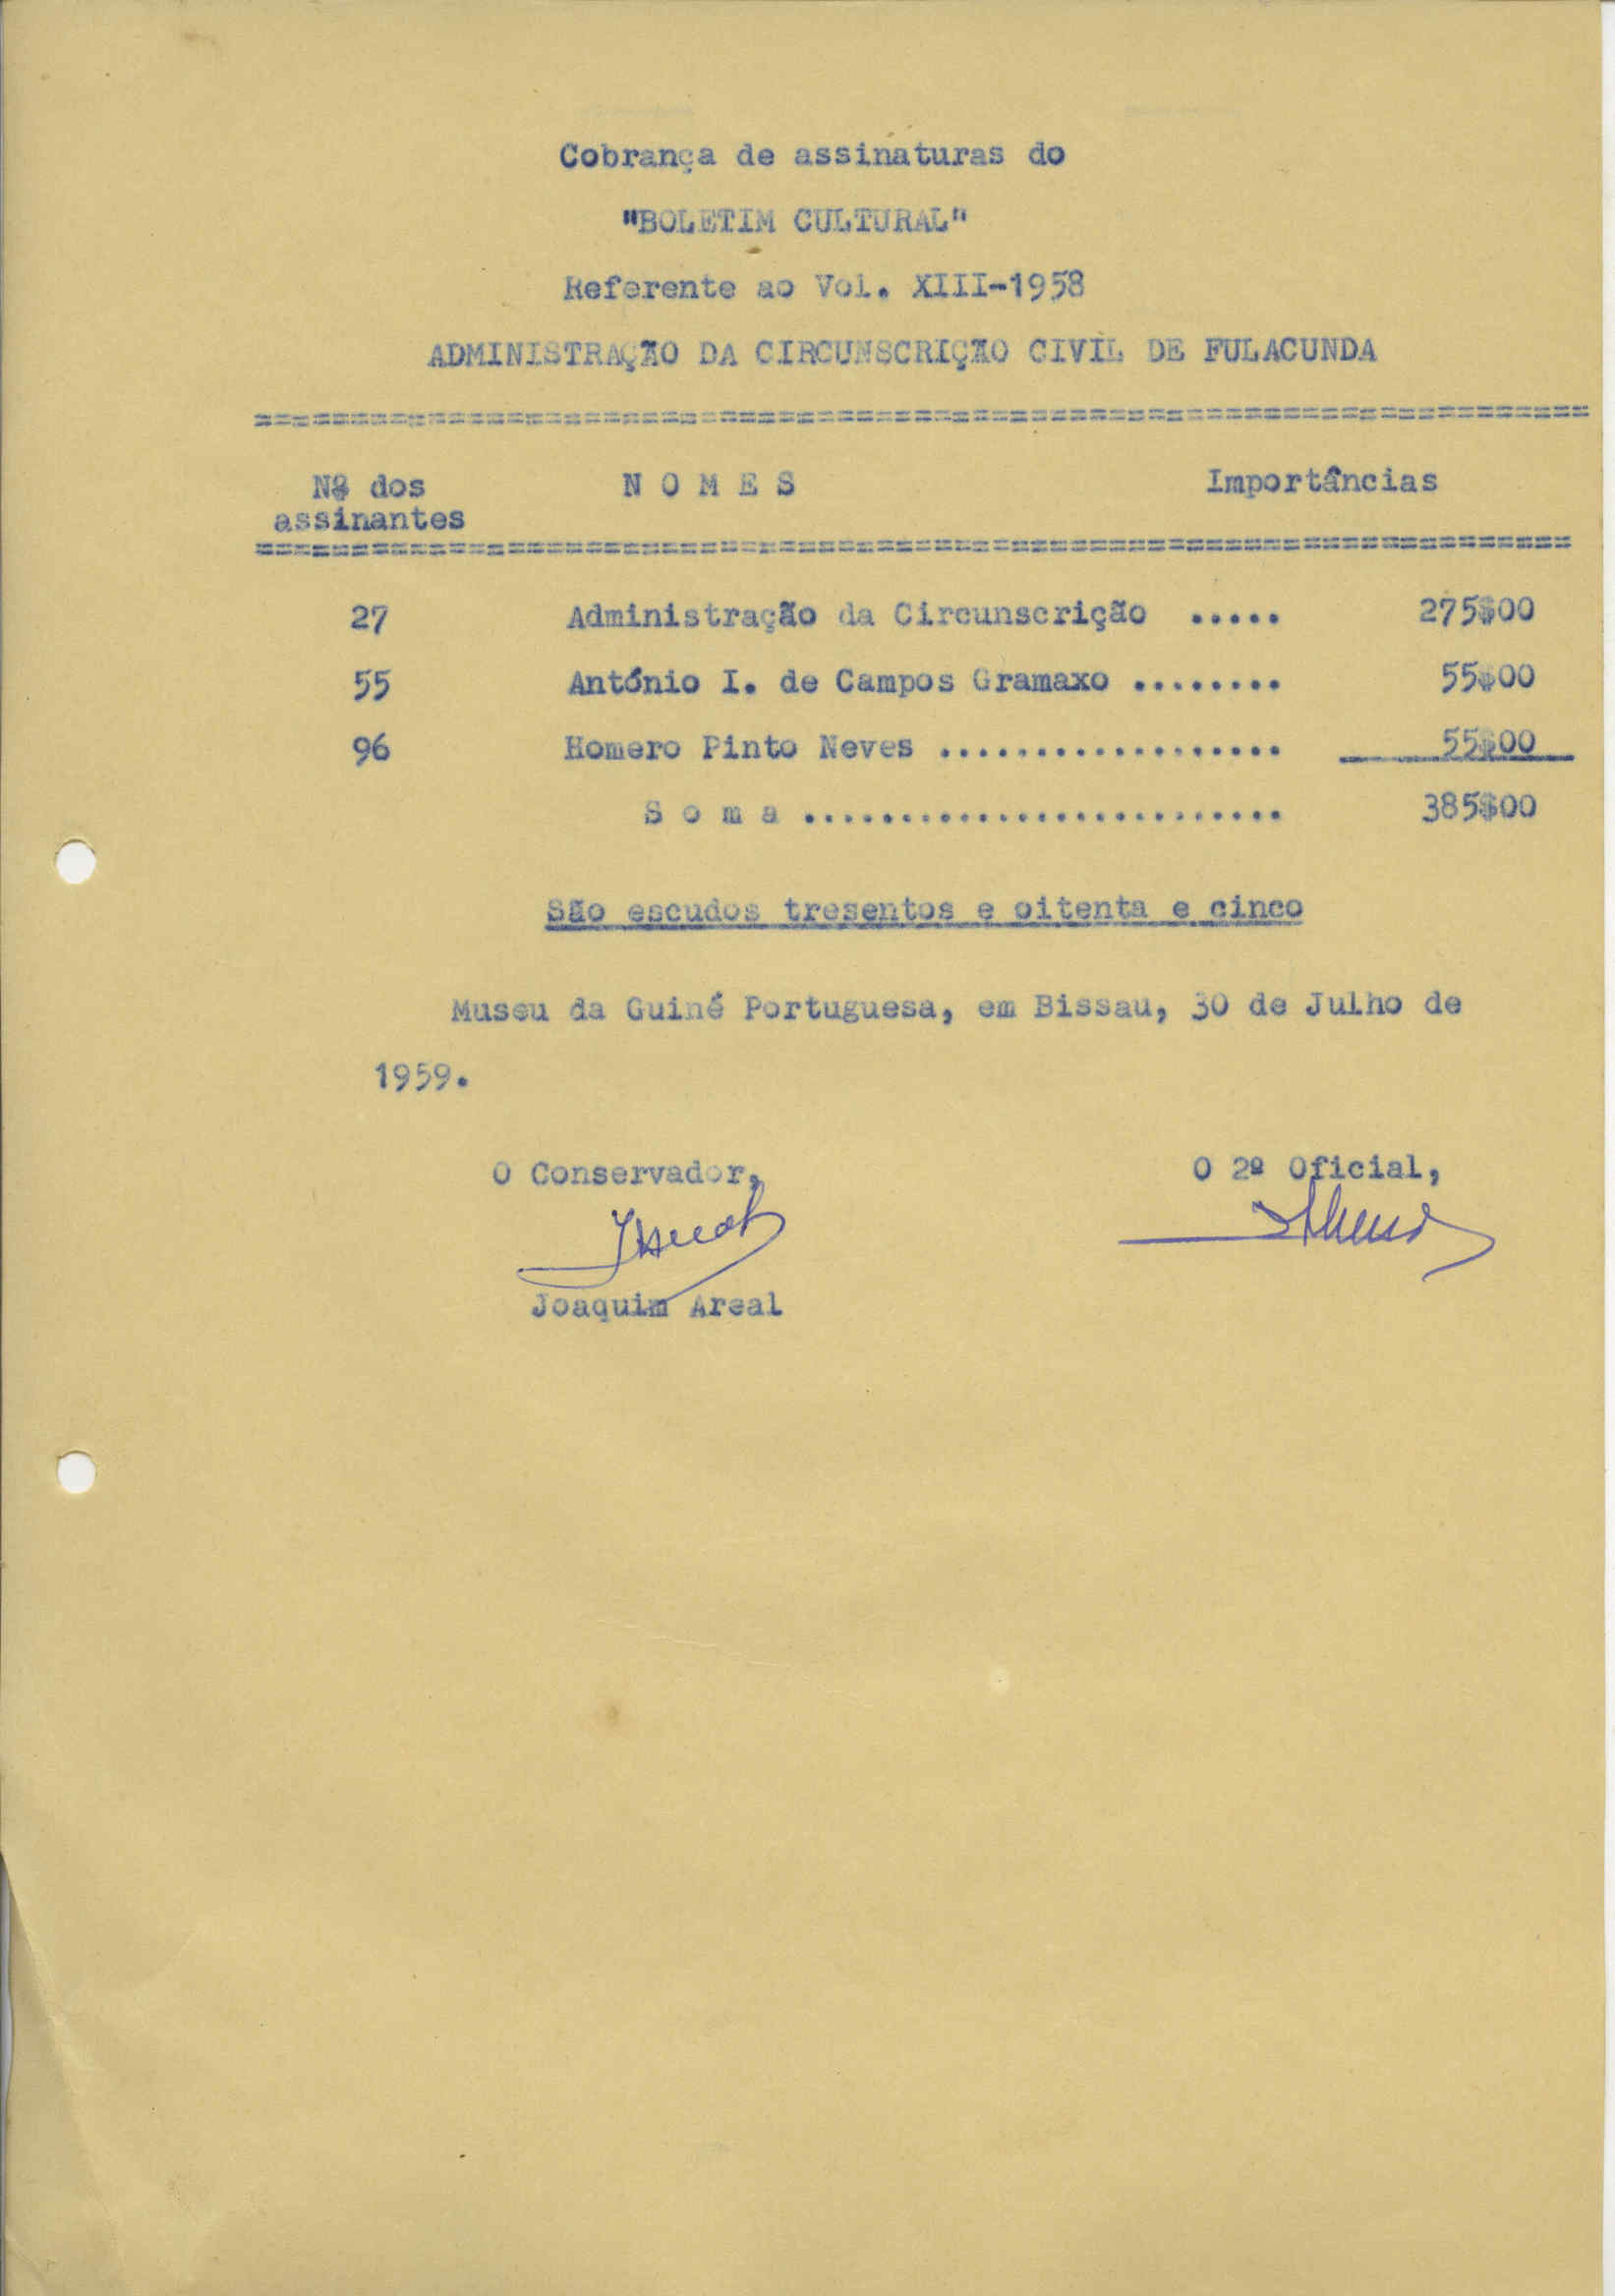 Cobrança de assinaturas do
"BOLETIM CULTURAL"
Referente ao Vol. XIII-1958
ADMINISTRAÇÃO DA CIRCUNSCRIÇÃO CIVIL DE FULACUNDA
=====================================================================
Nº dos NOMES Importâncias
assinantes
====================================================================
27 Administração da Circunscrição ..... 275$00
55 António I. de Campos Gramaxo ........ 55$00
96 Homero Pinto Neves .................. 55$00
Soma ......................... 385$00
São escudos tresentos e oitenta e cinco
Museu da Guiné Portuguesa, em Bissau, 30 de Julho de
1959.
O Conservador, O 2º Oficial,
Joaquim Areal